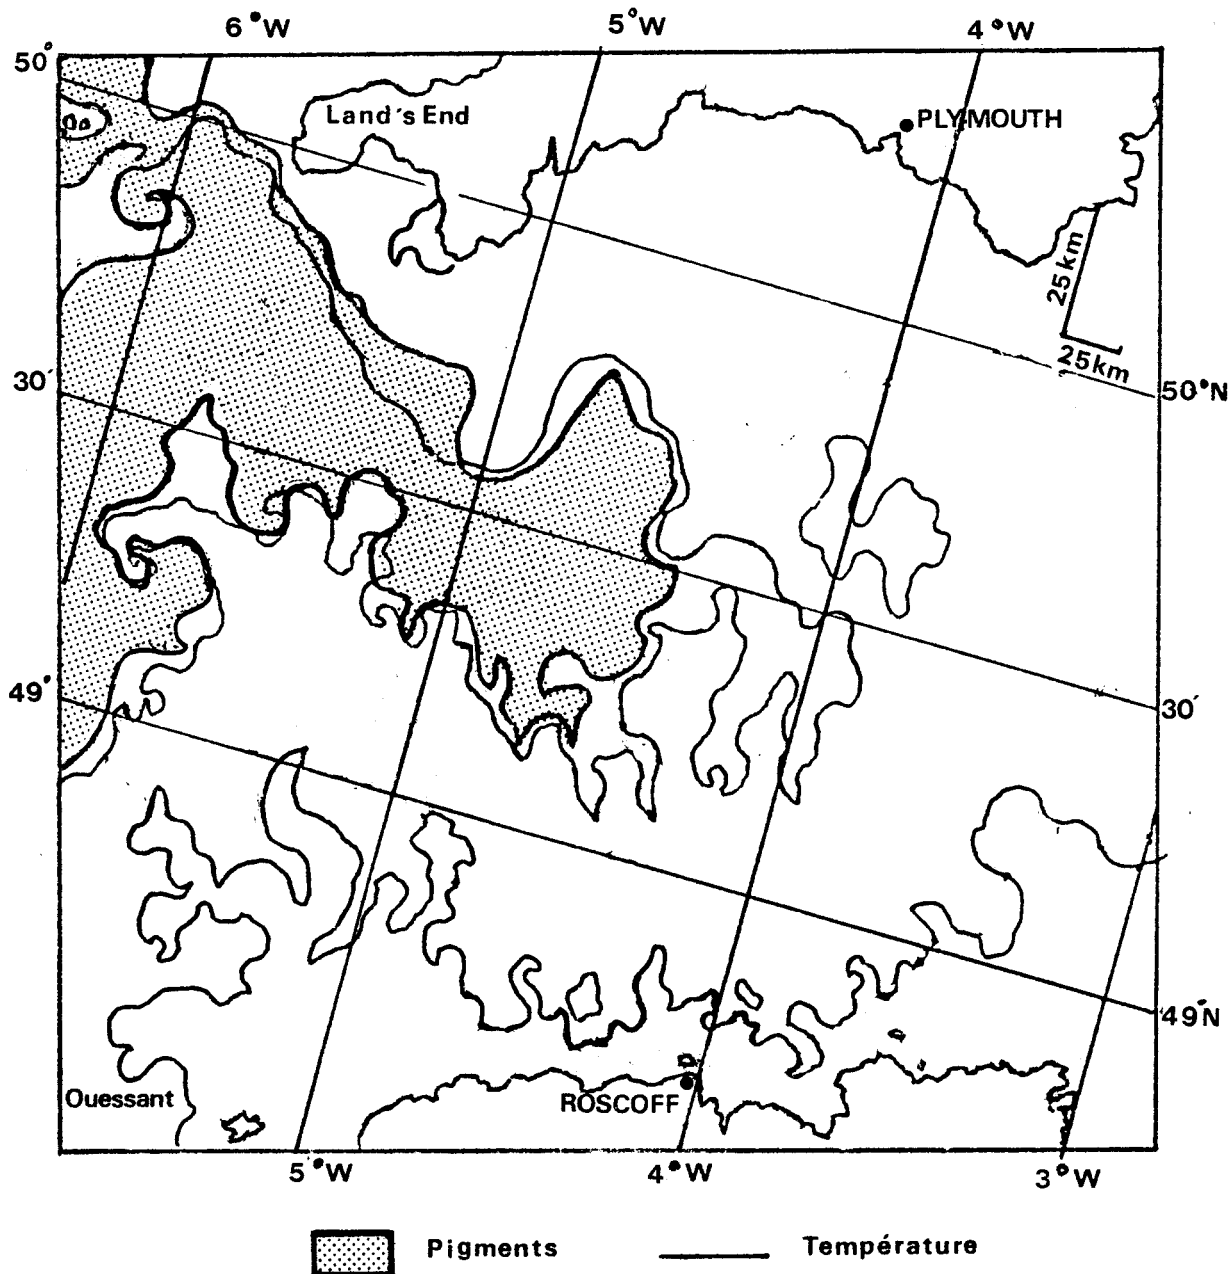 6°W 5°W 4°W
50°
Land's End
PLYMOUTH
25km
25km
30′
50°N
49°
30′
49°N
Ouessant
ROSCOFF
5°W 4°W 3°W
Pigments Température